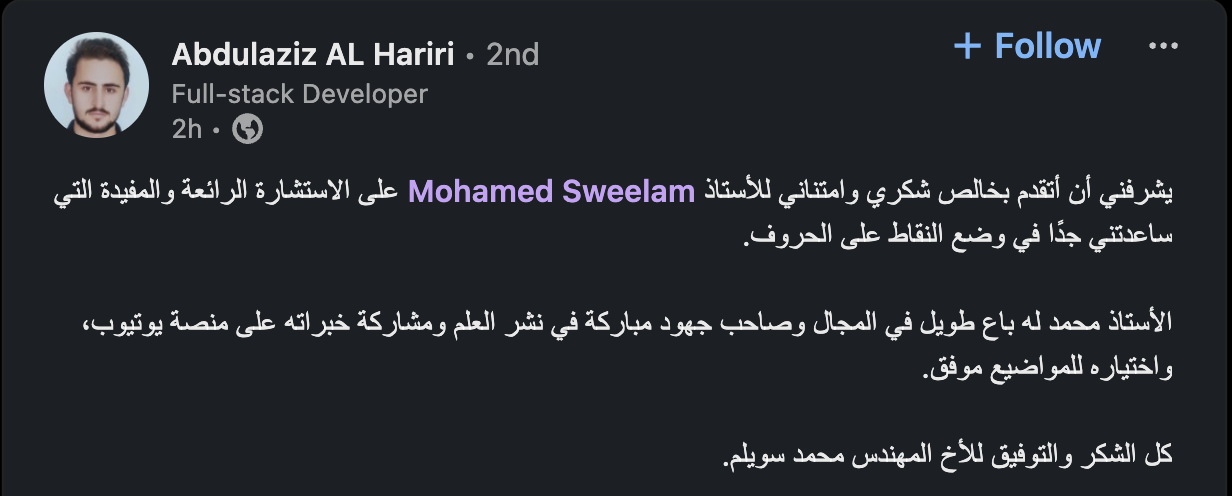 Abdulaziz AL Hariri • 2nd
+ Follow
Full-stack Developer
2h •
يشرفني أن أتقدم بخالص شكري وامتناني للأستاذ Mohamed Sweelam على الاستشارة الرائعة والمفيدة التي
ساعدتني جدًا في وضع النقاط على الحروف.
الأستاذ محمد له باع طويل في المجال وصاحب جهود مباركة في نشر العلم ومشاركة خبراته على منصة يوتيوب،
واختياره للمواضيع موفق.
كل الشكر والتوفيق للأخ المهندس محمد سويلم.